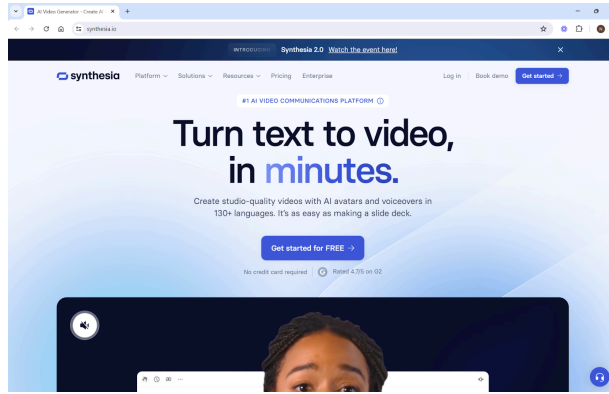 AI Video Generator - Create AI
synthesia.io
INTRODUCING Synthesia 2.0 Watch the event here!
synthesia Platform Solutions Resources Pricing Enterprise Log in Book demo Get started →
#1 AI VIDEO COMMUNICATIONS PLATFORM
Turn text to video,
in minutes.
Create studio-quality videos with AI avatars and voiceovers in
130+ languages. It's as easy as making a slide deck.
Get started for FREE →
No credit card required Rated 4.7/5 on G2